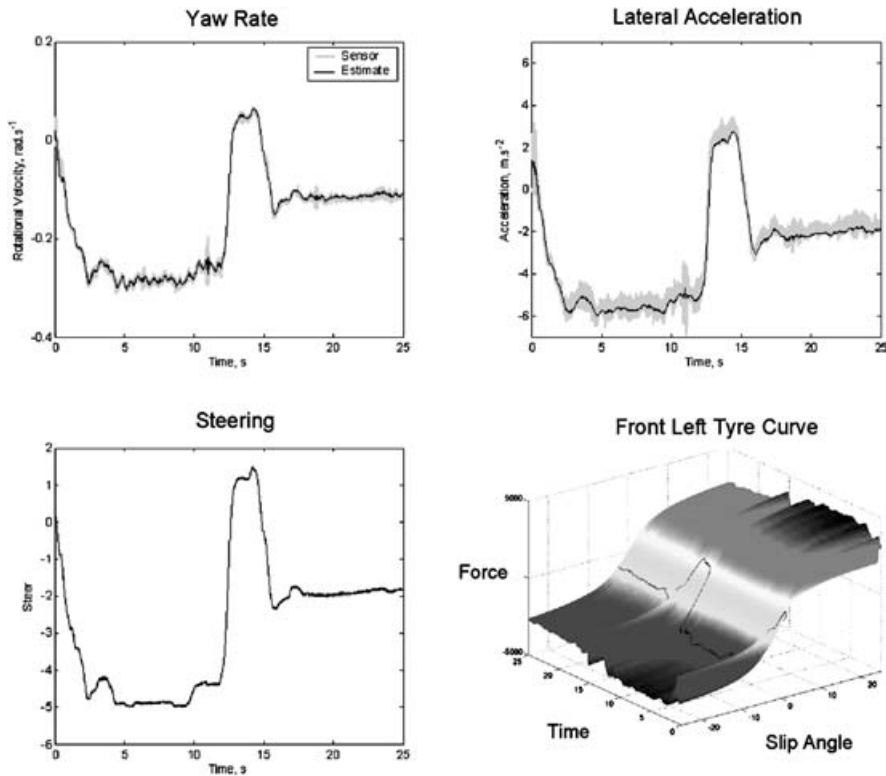 Yaw Rate
0.2
0
-0.2
-0.4
0 5 10 15 20 25
Rotational Velocity, rad.s⁻¹
Time, s
Sensor
Estimate
Lateral Acceleration
6
4
2
0
-2
-4
-6
0 5 10 15 20 25
Acceleration, m.s⁻²
Time, s
Steering
2
1
0
-1
-2
-3
-4
-5
-6
0 5 10 15 20 25
Steer
Time, s
Front Left Tyre Curve
5000
Force
-5000
25
20
15
10
5
0
Time
-20
-10
0
10
20
Slip Angle